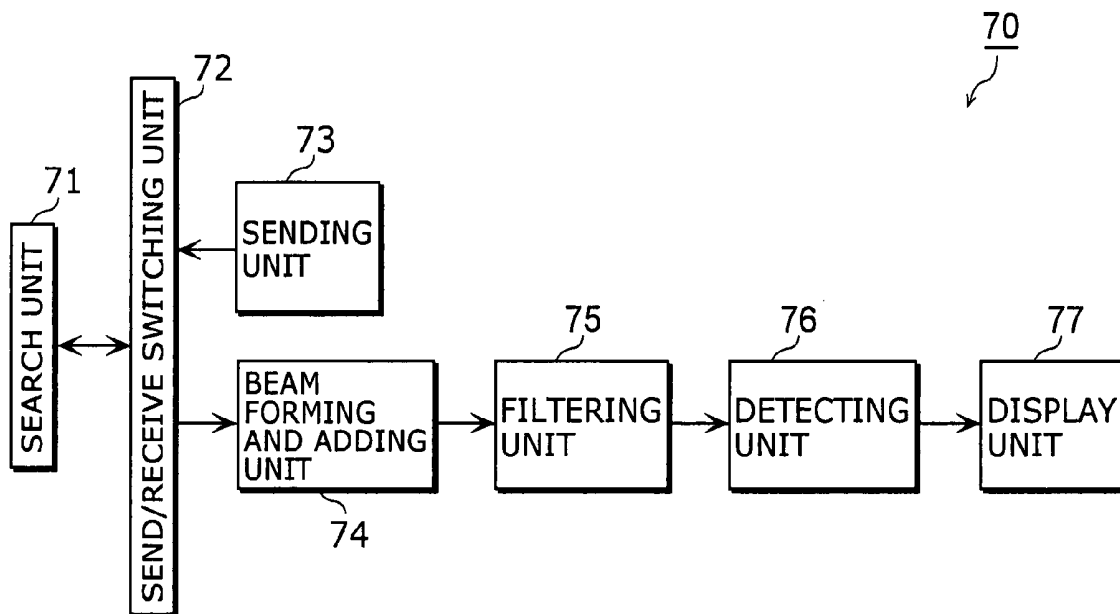 70
72
73
71
SENDING
UNIT
SEARCH UNIT
SEND/RECEIVE SWITCHING UNIT
75
76
77
BEAM
FORMING
AND ADDING
UNIT
FILTERING
UNIT
DETECTING
UNIT
DISPLAY
UNIT
74